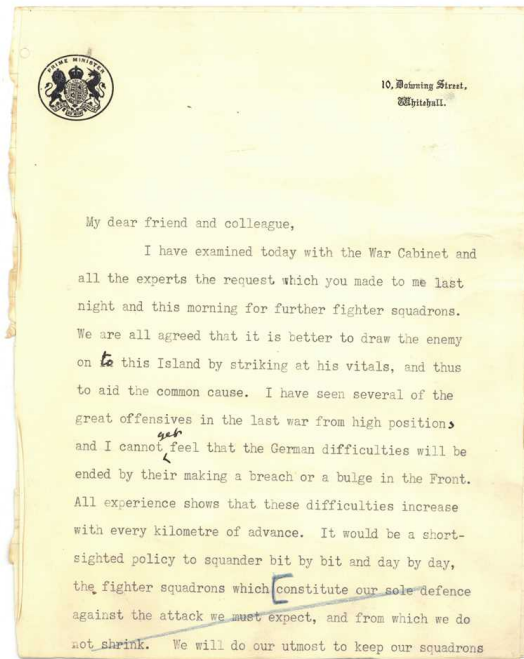 PRIME MINISTER
10, Downing Street,
Whitehall.
My dear friend and colleague,
I have examined today with the War Cabinet and
all the experts the request which you made to me last
night and this morning for further fighter squadrons.
We are all agreed that it is better to draw the enemy
on to this Island by striking at his vitals, and thus
to aid the common cause. I have seen several of the
great offensives in the last war from high positions
yet
and I cannot feel that the German difficulties will be
ended by their making a breach or a bulge in the Front.
All experience shows that these difficulties increase
with every kilometre of advance. It would be a short-
sighted policy to squander bit by bit and day by day,
the fighter squadrons which [constitute our sole defence
against the attack we must expect, and from which we do
not shrink. We will do our utmost to keep our squadrons